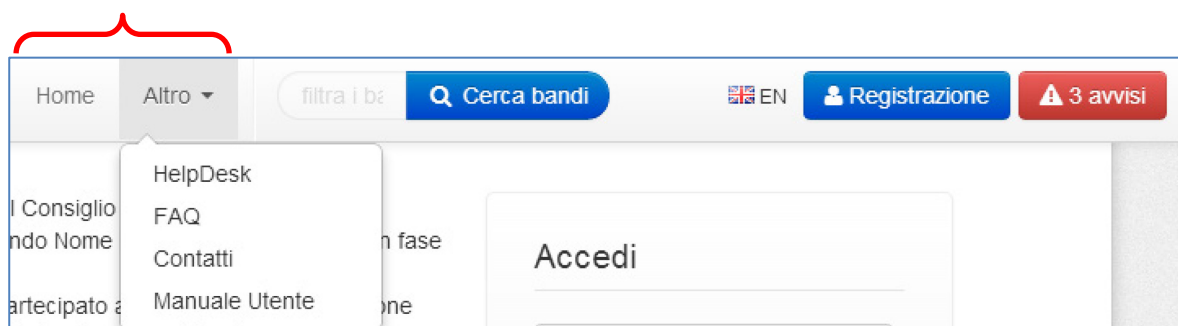 Home Altro filtra i ba Cerca bandi EN Registrazione 3 avvisi
HelpDesk
l Consiglio
FAQ
ndo Nome n fase
Contatti
Accedi
artecipato a one
Manuale Utente